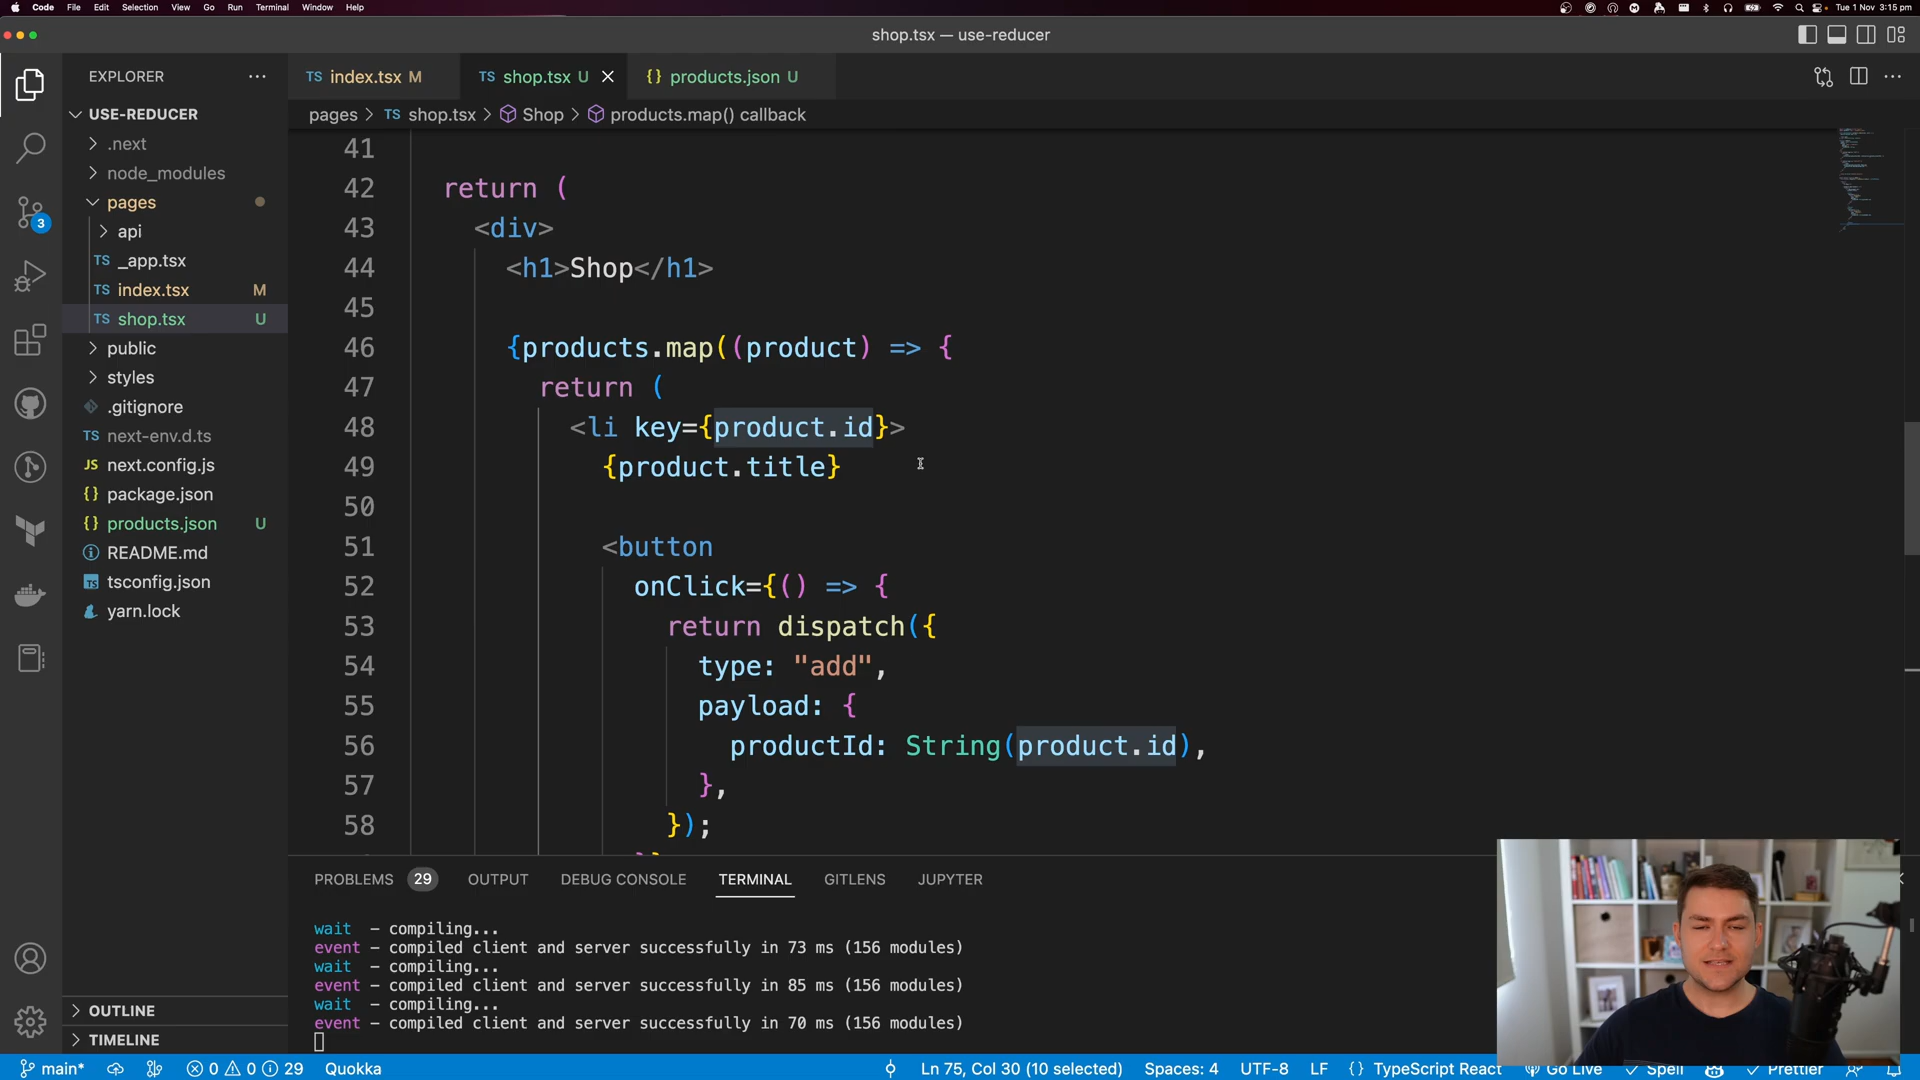 Code File Edit Selection View Go Run Terminal Window Help Tue 1 Nov 3:15 pm
shop.tsx — use-reducer
EXPLORER
TS index.tsx M
TS shop.tsx U
{} products.json U
pages > TS shop.tsx > Shop > products.map() callback
USE-REDUCER
.next
node_modules
pages
api
TS _app.tsx
TS index.tsx M
TS shop.tsx U
public
styles
.gitignore
TS next-env.d.ts
JS next.config.js
{} package.json
{} products.json U
README.md
TS tsconfig.json
yarn.lock
3
OUTLINE
TIMELINE
41
42 return (
43 <div>
44 <h1>Shop</h1>
45
46 {products.map((product) => {
47 return (
48 <li key={product.id}>
49 {product.title}
50
51 <button
52 onClick={() => {
53 return dispatch({
54 type: "add",
55 payload: {
56 productId: String(product.id),
57 },
58 });
PROBLEMS 29 OUTPUT DEBUG CONSOLE TERMINAL GITLENS JUPYTER
wait – compiling...
event – compiled client and server successfully in 73 ms (156 modules)
wait – compiling...
event – compiled client and server successfully in 85 ms (156 modules)
wait – compiling...
event – compiled client and server successfully in 70 ms (156 modules)
main* 0 0 29 Quokka Ln 75, Col 30 (10 selected) Spaces: 4 UTF-8 LF {} TypeScript React Go Live Spell Prettier